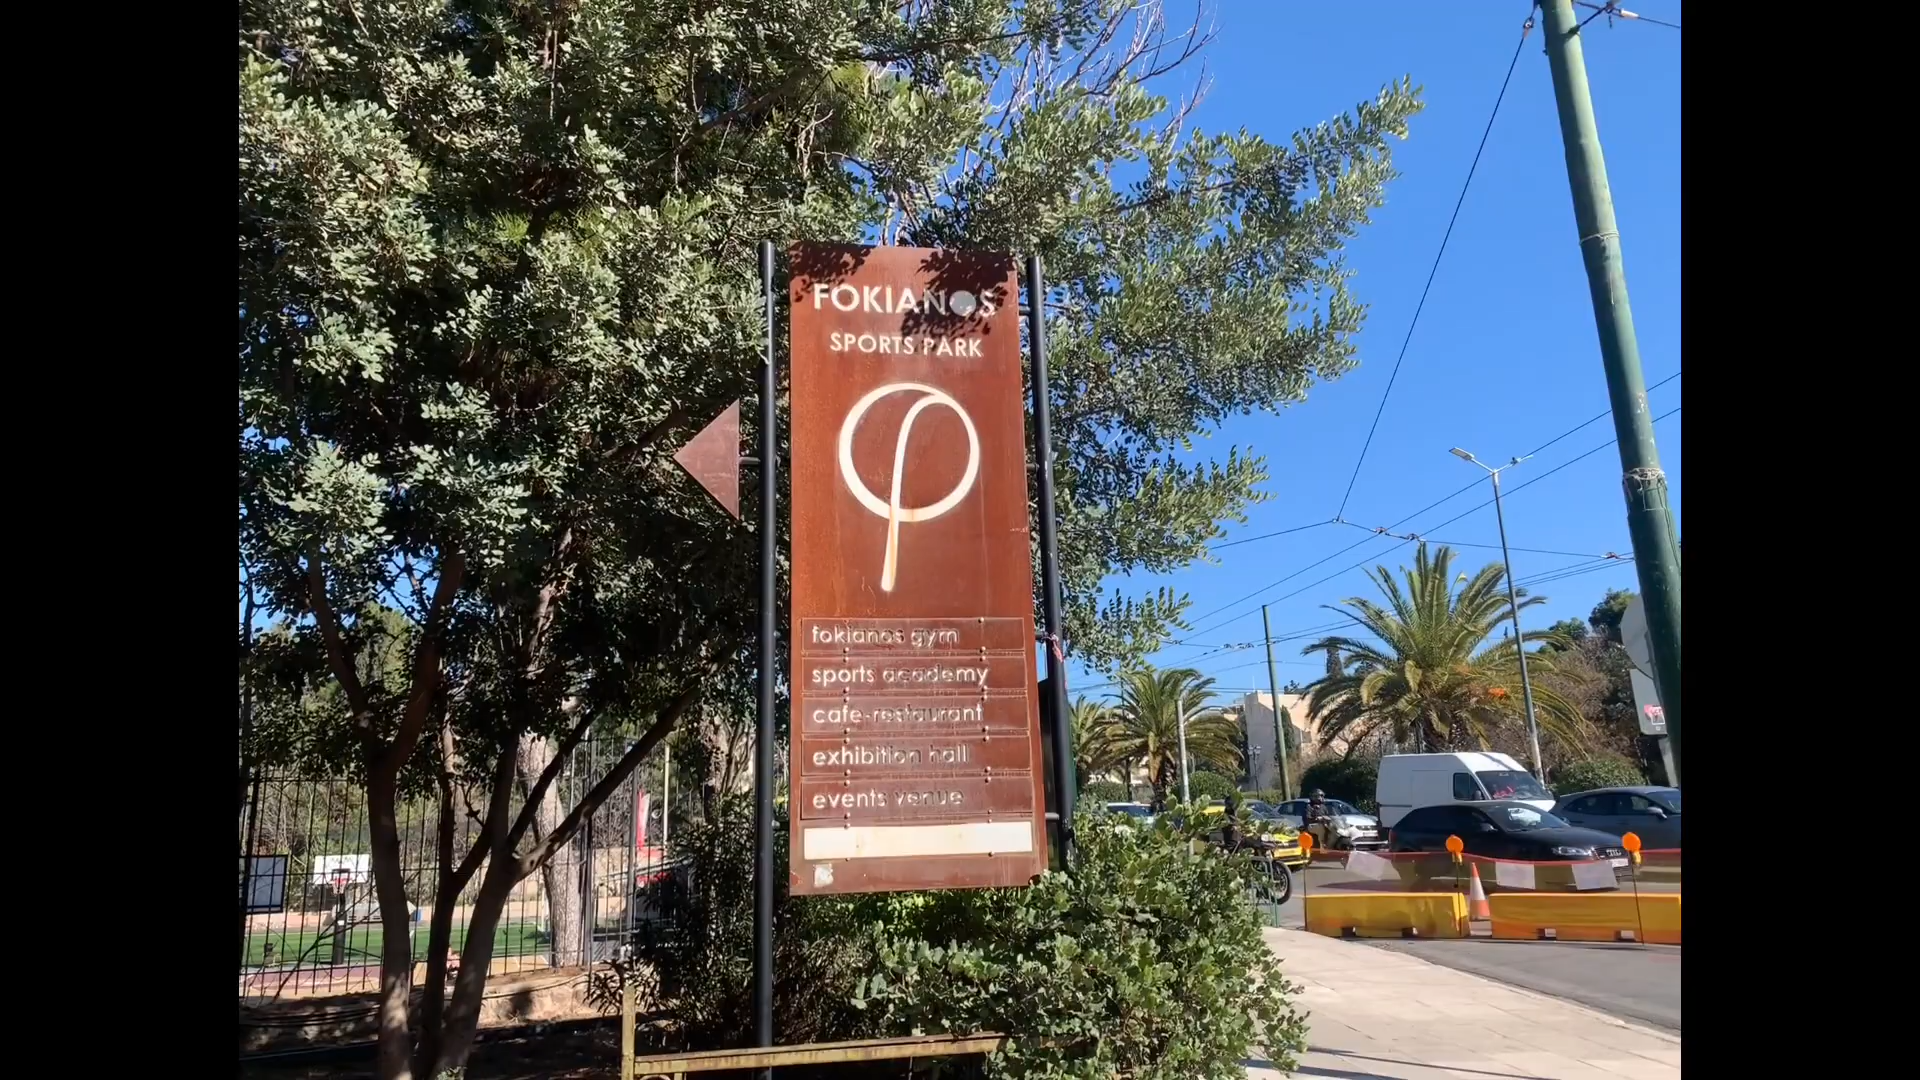 FOKIANOS
SPORTS PARK
φ
fokianos gym
sports academy
cafe-restaurant
exhibition hall
events venue